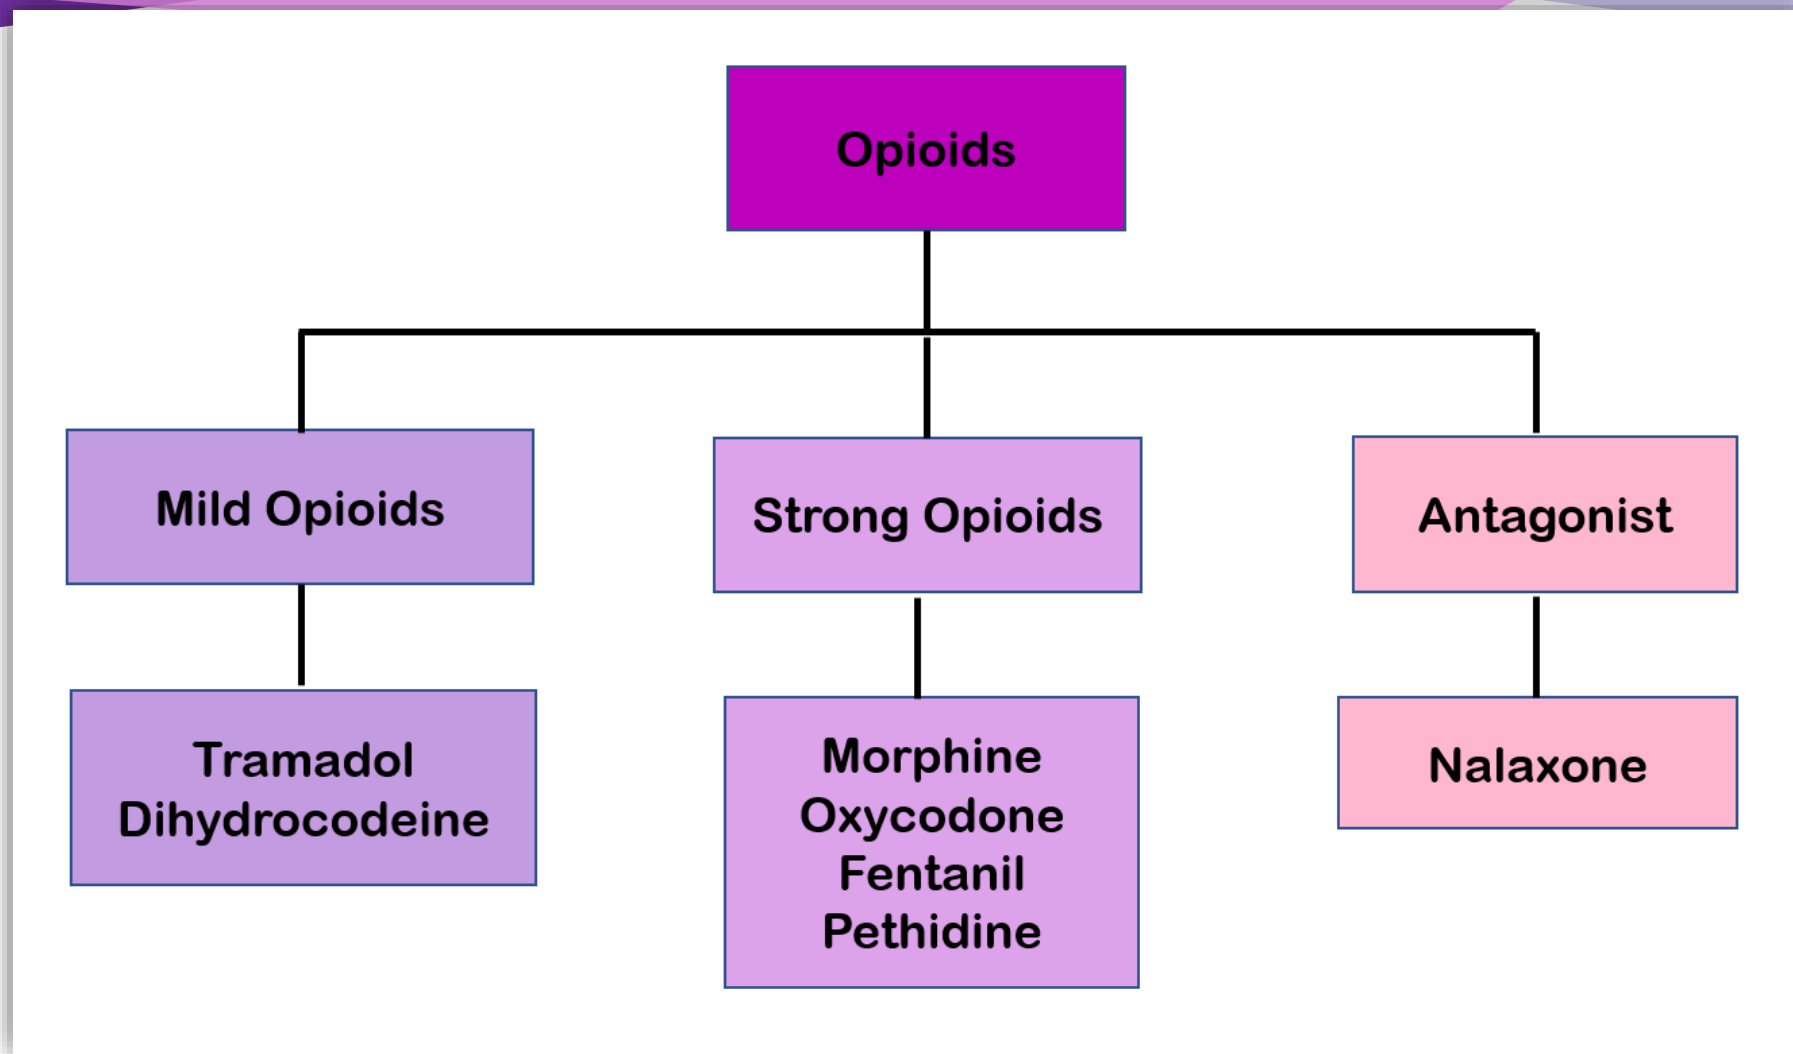 Opioids
Mild Opioids
Strong Opioids
Antagonist
Tramadol
Dihydrocodeine
Morphine
Oxycodone
Fentanil
Pethidine
Nalaxone